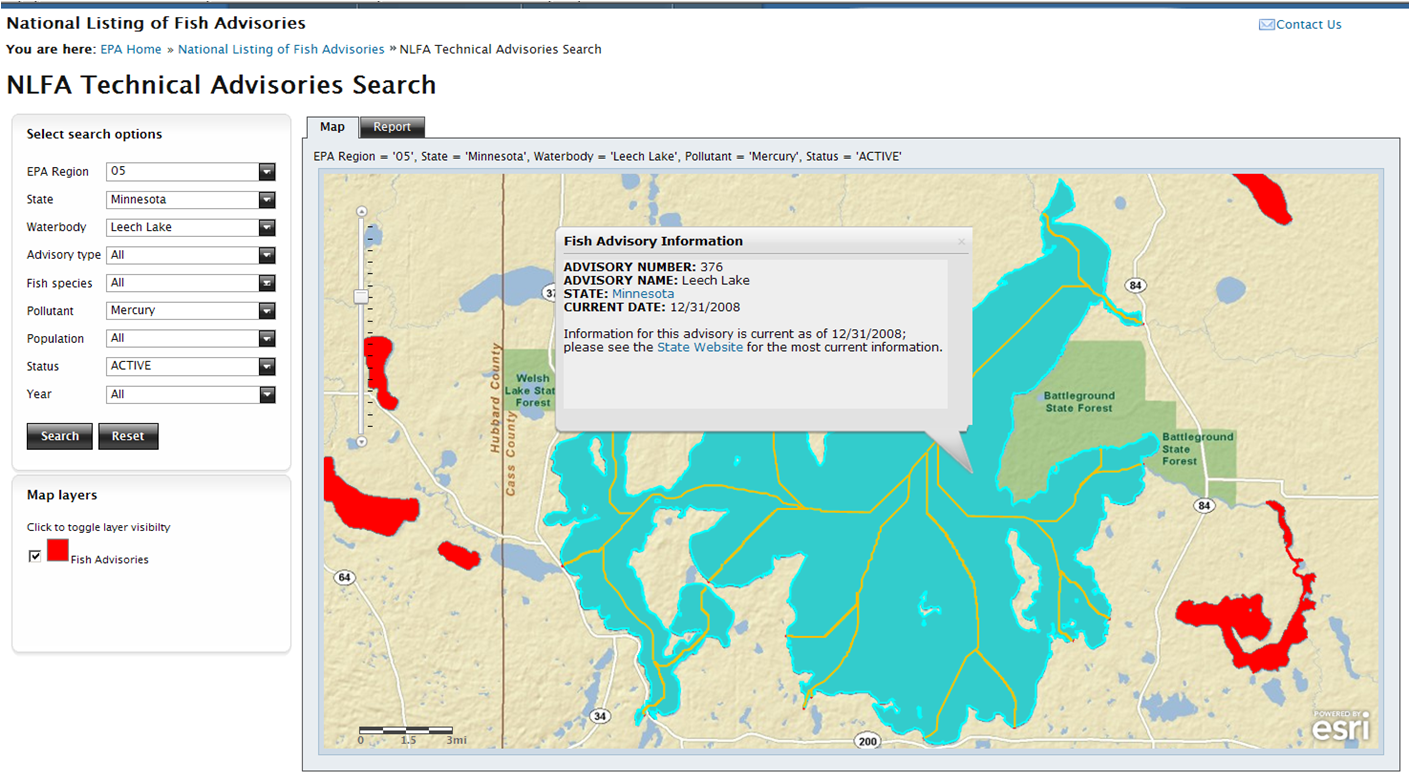 National Listing of Fish Advisories
Contact Us
You are here: EPA Home » National Listing of Fish Advisories » NLFA Technical Advisories Search
NLFA Technical Advisories Search
Select search options
EPA Region 05
State Minnesota
Waterbody Leech Lake
Advisory type All
Fish species All
Pollutant Mercury
Population All
Status ACTIVE
Year All
Search Reset
Map layers
Click to toggle layer visibilty
Fish Advisories
Map Report
EPA Region = '05', State = 'Minnesota', Waterbody = 'Leech Lake', Pollutant = 'Mercury', Status = 'ACTIVE'
Fish Advisory Information
ADVISORY NUMBER: 376
ADVISORY NAME: Leech Lake
STATE: Minnesota
CURRENT DATE: 12/31/2008
Information for this advisory is current as of 12/31/2008;
please see the State Website for the most current information.
84
Hubbard County
Cass County
Welsh
Lake Stat
Forest
Battleground
State Forest
Battleground
State
Forest
84
64
34
200
0 1.5 3mi
POWERED BY
esri